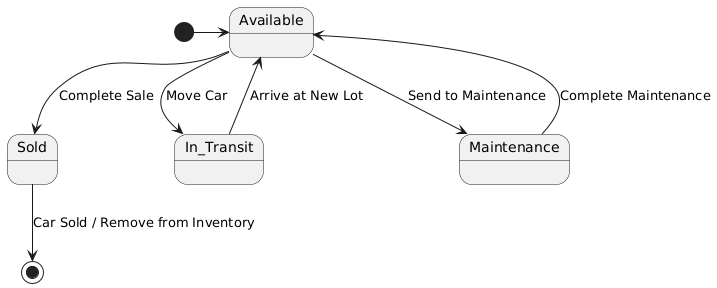 Available
Complete Sale
Move Car
Arrive at New Lot
Send to Maintenance
Complete Maintenance
Sold
In_Transit
Maintenance
Car Sold / Remove from Inventory